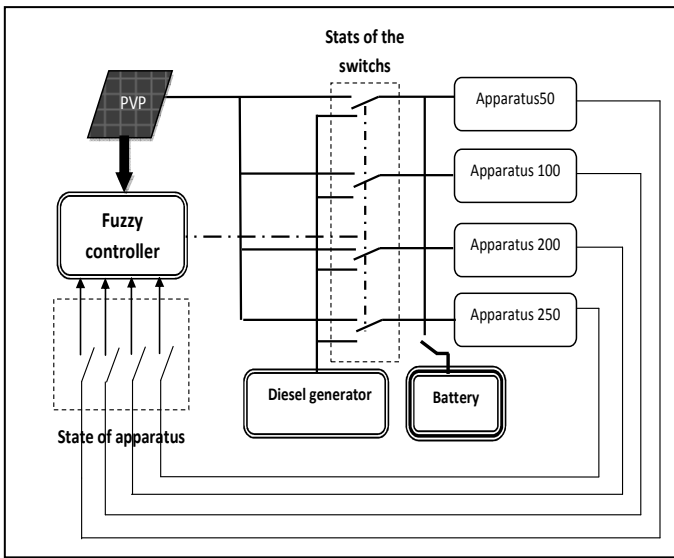 Stats of the
switchs
PVP
Apparatus50
Apparatus 100
Fuzzy
controller
Apparatus 200
Apparatus 250
Diesel generator
Battery
State of apparatus